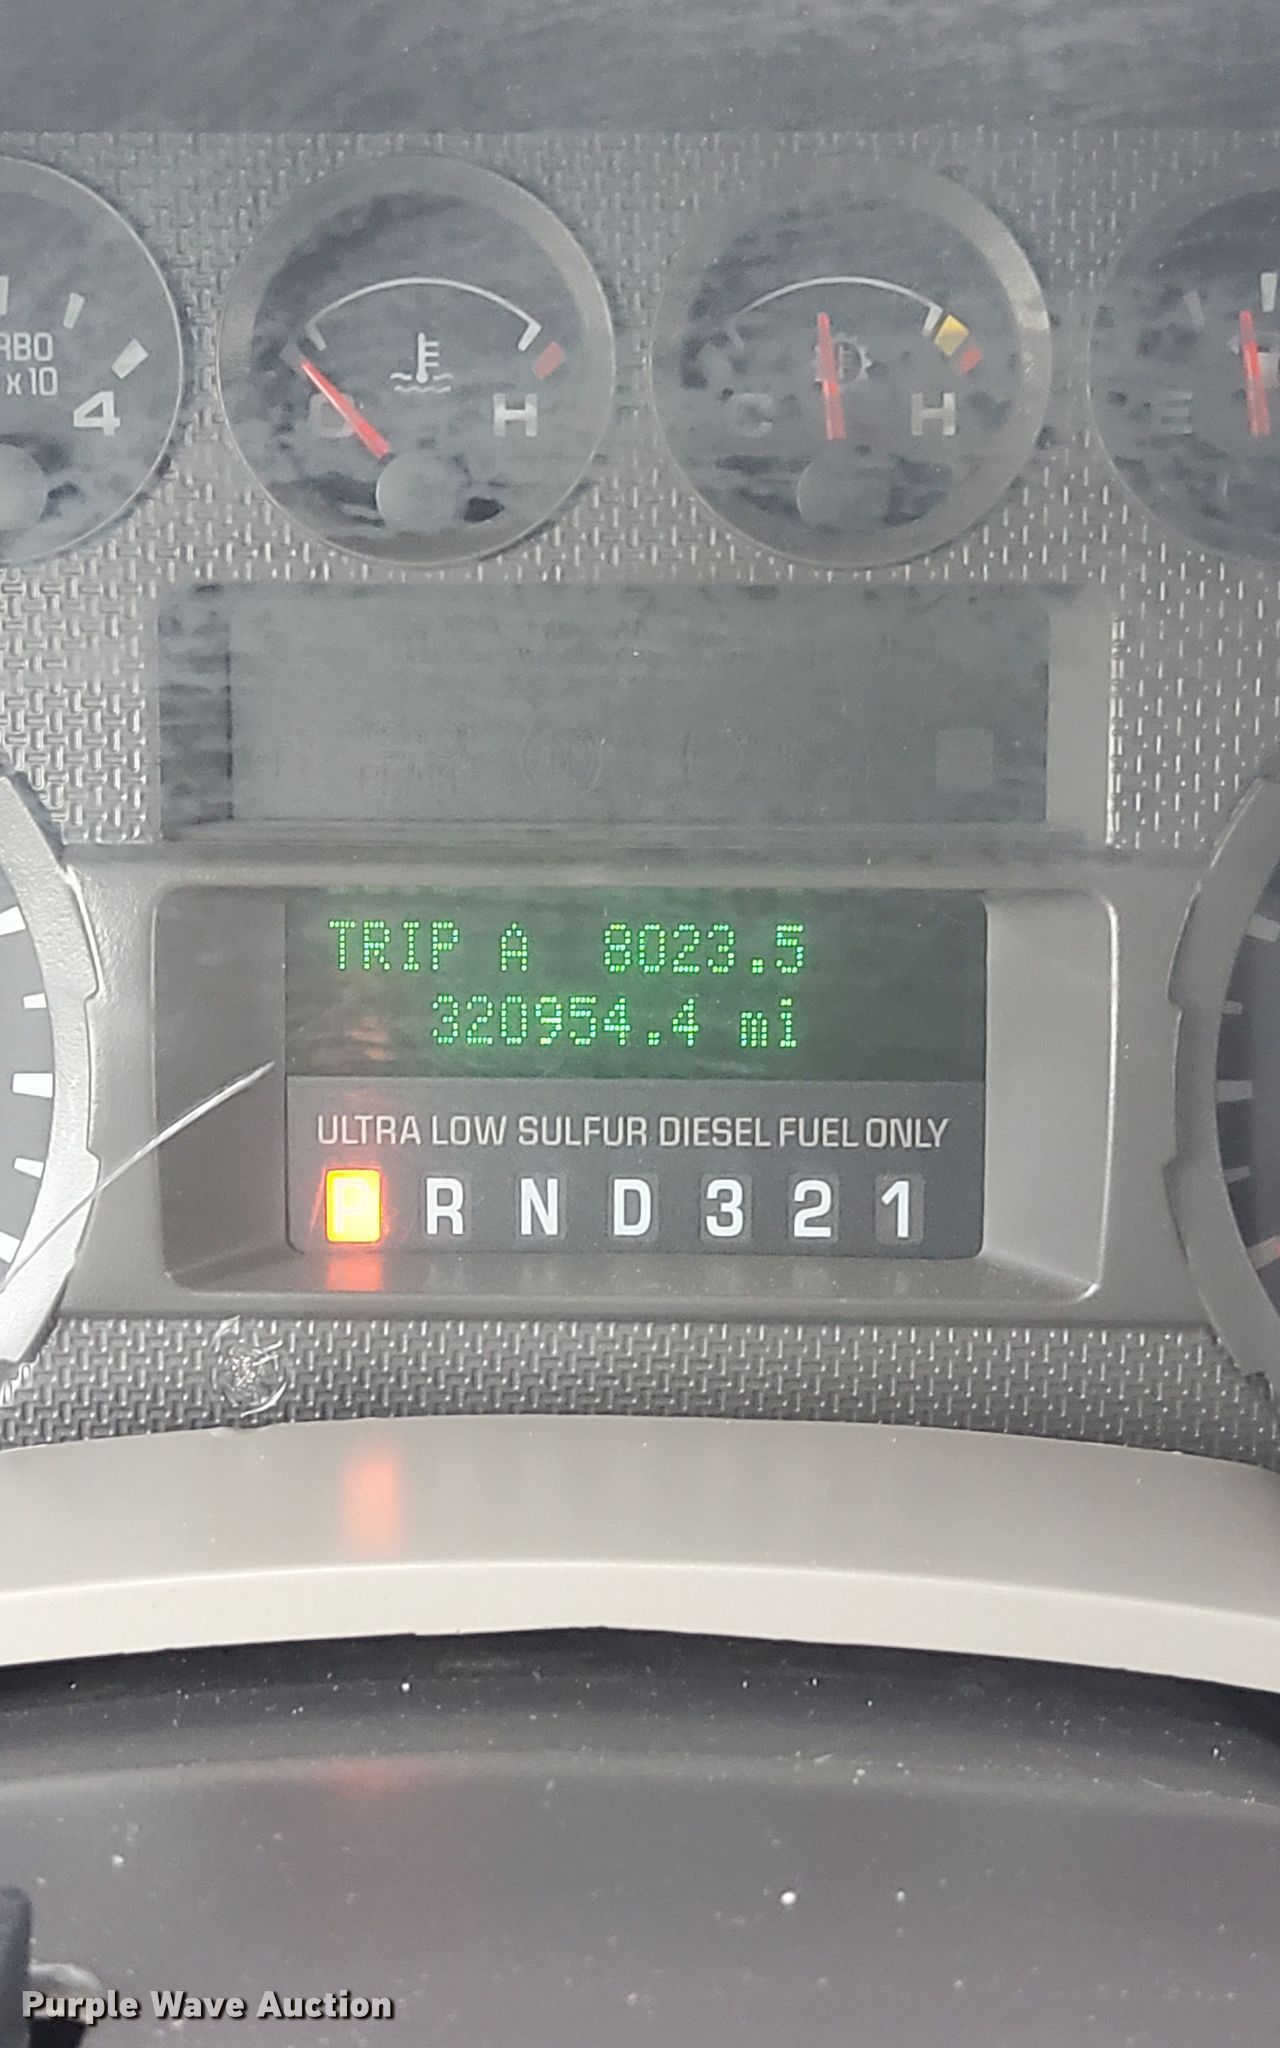 RBO
x10
4
C H
C H
E
TRIP A 8023.5
320954.4 mi
ULTRA LOW SULFUR DIESEL FUEL ONLY
P R N D 3 2 1
Purple Wave Auction